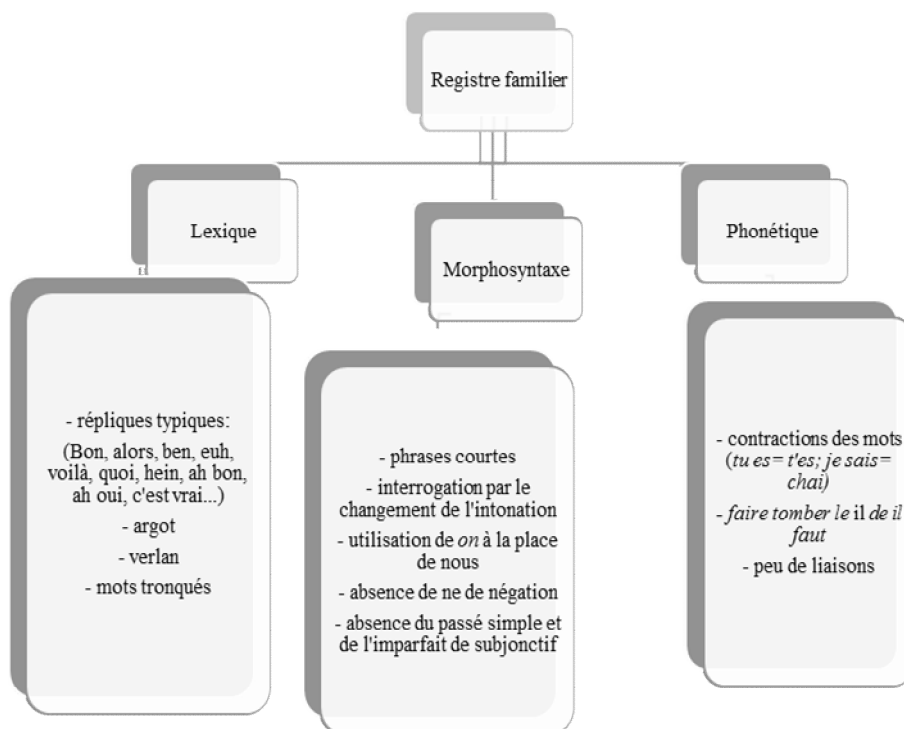 Registre familier
Lexique
Morphosyntaxe
Phonétique
- répliques typiques:
(Bon, alors, ben, euh,
voilà, quoi, hein, ah bon,
ah oui, c'est vrai...)
- argot
- verlan
- mots tronqués
- phrases courtes
- interrogation par le
changement de l'intonation
- utilisation de on à la place
de nous
- absence de ne de négation
- absence du passé simple et
de l'imparfait de subjonctif
- contractions des mots
(tu es= t'es; je sais=
chai)
- faire tomber le il de il
faut
- peu de liaisons